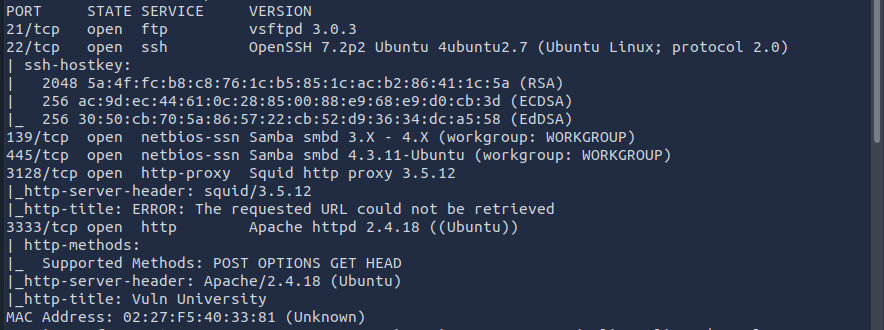 PORT     STATE SERVICE     VERSION
21/tcp   open  ftp         vsftpd 3.0.3
22/tcp   open  ssh         OpenSSH 7.2p2 Ubuntu 4ubuntu2.7 (Ubuntu Linux; protocol 2.0)
| ssh-hostkey:
|   2048 5a:4f:fc:b8:c8:76:1c:b5:85:1c:ac:b2:86:41:1c:5a (RSA)
|   256 ac:9d:ec:44:61:0c:28:85:00:88:e9:68:e9:d0:cb:3d (ECDSA)
|_  256 30:50:cb:70:5a:86:57:22:cb:52:d9:36:34:dc:a5:58 (EdDSA)
139/tcp  open  netbios-ssn Samba smbd 3.X - 4.X (workgroup: WORKGROUP)
445/tcp  open  netbios-ssn Samba smbd 4.3.11-Ubuntu (workgroup: WORKGROUP)
3128/tcp open  http-proxy  Squid http proxy 3.5.12
|_http-server-header: squid/3.5.12
|_http-title: ERROR: The requested URL could not be retrieved
3333/tcp open  http        Apache httpd 2.4.18 ((Ubuntu))
| http-methods:
|_  Supported Methods: POST OPTIONS GET HEAD
|_http-server-header: Apache/2.4.18 (Ubuntu)
|_http-title: Vuln University
MAC Address: 02:27:F5:40:33:81 (Unknown)